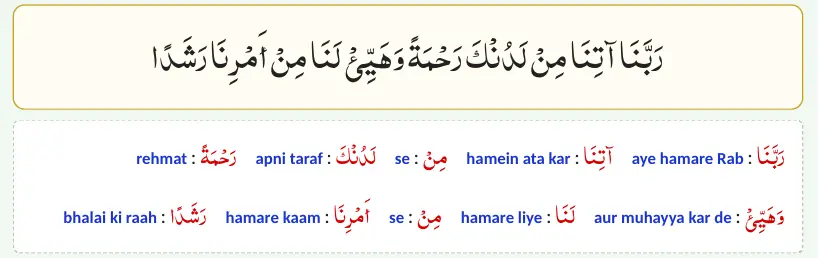 رَبَّنَا آتِنَا مِنْ لَدُنْكَ رَحْمَةً وَهَيِّئْ لَنَا مِنْ أَمْرِنَا رَشَدًا
رَبَّنَا : aye hamare Rab آتِنَا : hamein ata kar مِنْ : se لَدُنْكَ : apni taraf رَحْمَةً : rehmat
وَهَيِّئْ : aur muhayya kar de لَنَا : hamare liye مِنْ : se أَمْرِنَا : hamare kaam رَشَدًا : bhalai ki raah